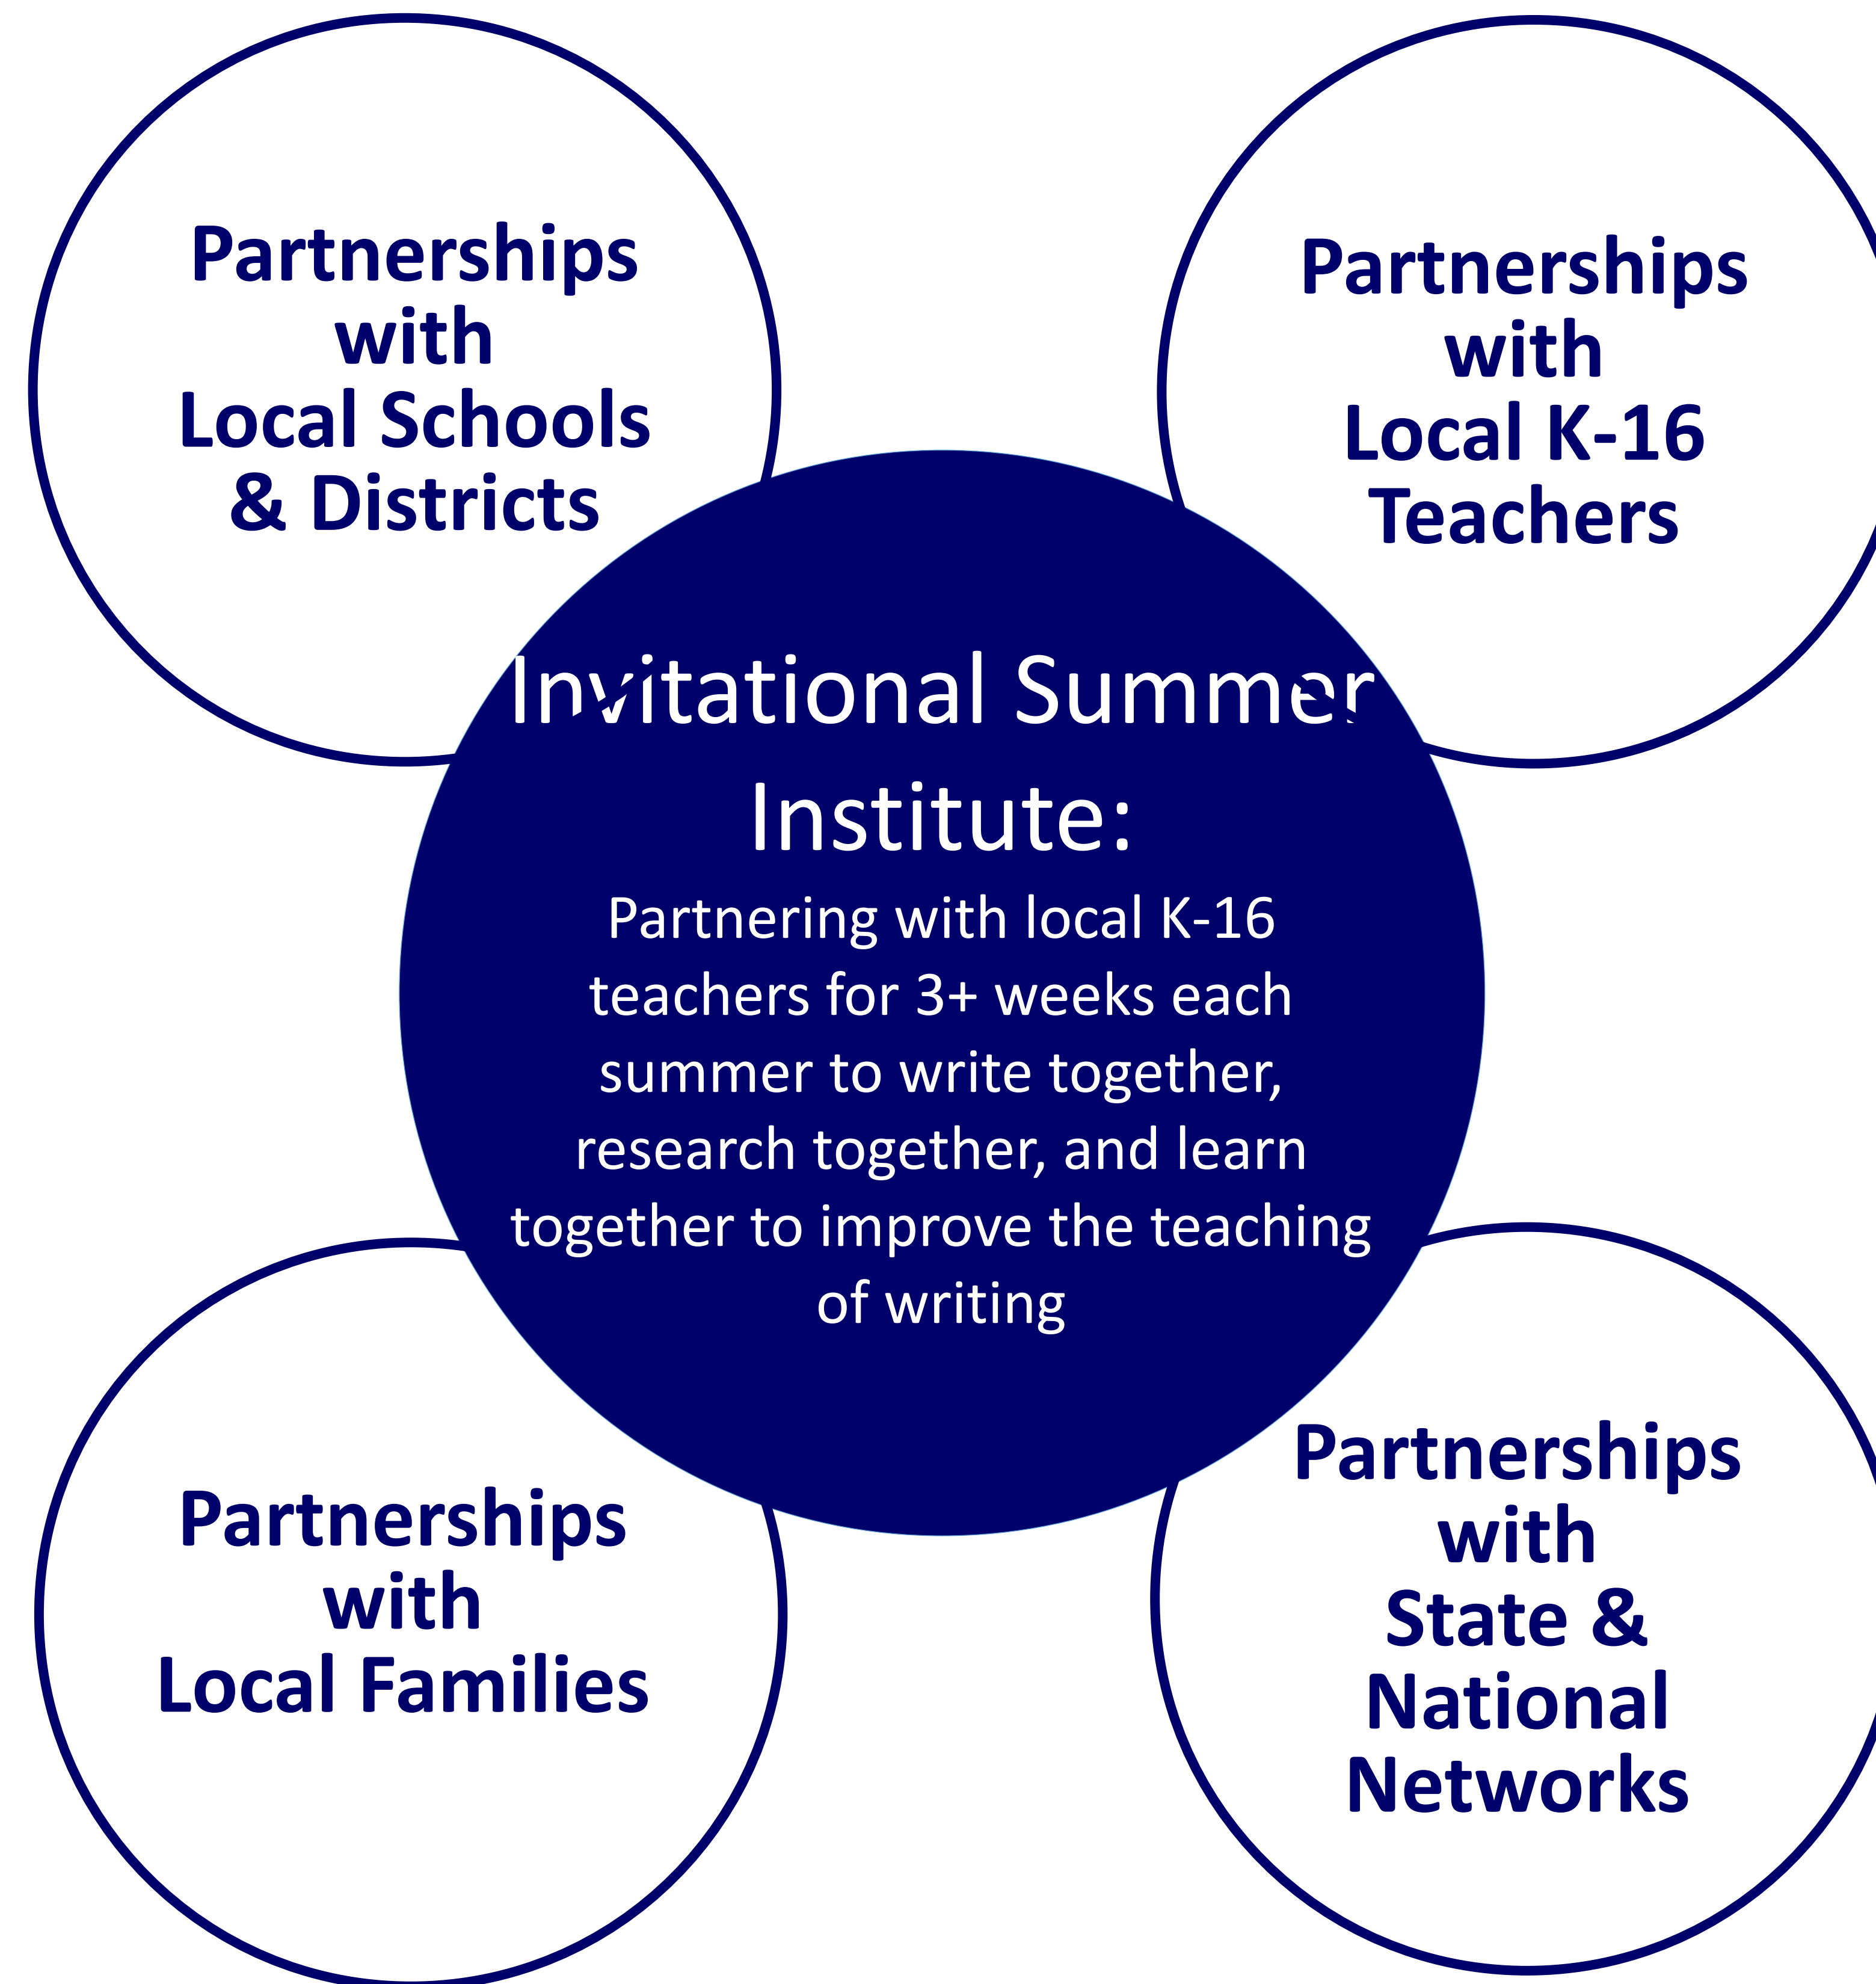 Partnerships
with
Local Schools
& Districts
Partnerships
with
Local K-16
Teachers
Invitational Summer
Institute:
Partnering with local K-16
teachers for 3+ weeks each
summer to write together,
research together, and learn
together to improve the teaching
of writing
Partnerships
with
Local Families
Partnerships
with
State &
National
Networks